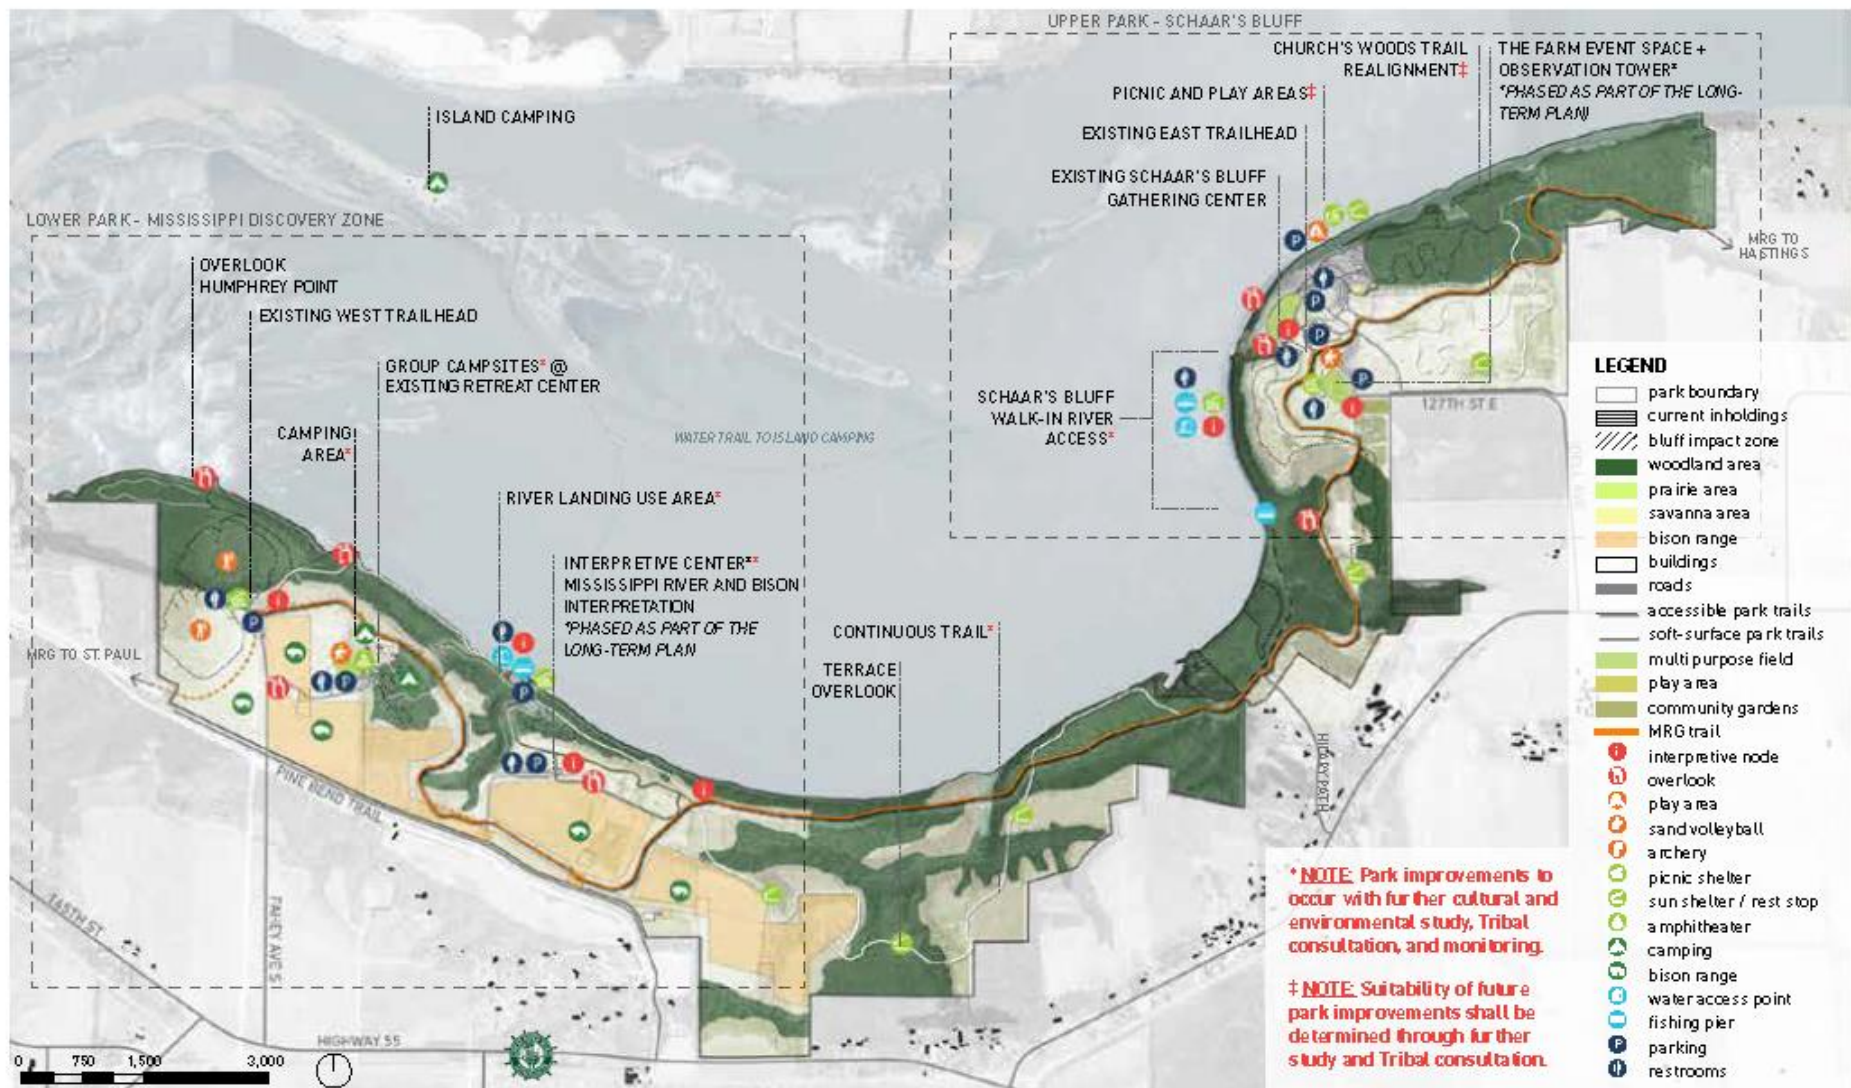 UPPER PARK - SCHAAR'S BLUFF
CHURCH'S WOODS TRAIL
REALIGNMENT‡
THE FARM EVENT SPACE +
OBSERVATION TOWER*
*PHASED AS PART OF THE LONG-
TERM PLAN)
PICNIC AND PLAY AREAS‡
EXISTING EAST TRAILHEAD
EXISTING SCHAAR'S BLUFF
GATHERING CENTER
ISLAND CAMPING
LOWER PARK - MISSISSIPPI DISCOVERY ZONE
MRG TO
HASTINGS
OVERLOOK
HUMPHREY POINT
EXISTING WEST TRAILHEAD
GROUP CAMPSITES* @
EXISTING RETREAT CENTER
CAMPING
AREA*
WATER TRAIL TO ISLAND CAMPING
SCHAAR'S BLUFF
WALK-IN RIVER
ACCESS*
127TH ST E
RIVER LANDING USE AREA*
INTERPRETIVE CENTER**
MISSISSIPPI RIVER AND BISON
INTERPRETATION
*PHASED AS PART OF THE
LONG-TERM PLAN)
CONTINUOUS TRAIL*
TERRACE
OVERLOOK
MRG TO ST. PAUL
PINE BEND TRAIL
HILARY PATH
FAHEY AVE S
HIGHWAY 55
0 750 1,500 3,000
LEGEND
park boundary
current inholdings
bluff impact zone
woodland area
prairie area
savanna area
bison range
buildings
roads
accessible park trails
soft-surface park trails
multipurpose field
play area
community gardens
MRG trail
interpretive node
overlook
play area
sand volleyball
archery
picnic shelter
sun shelter / rest stop
amphitheater
camping
bison range
water access point
fishing pier
parking
restrooms
* NOTE: Park improvements to
occur with further cultural and
environmental study, Tribal
consultation, and monitoring.
‡ NOTE: Suitability of future
park improvements shall be
determined through further
study and Tribal consultation.